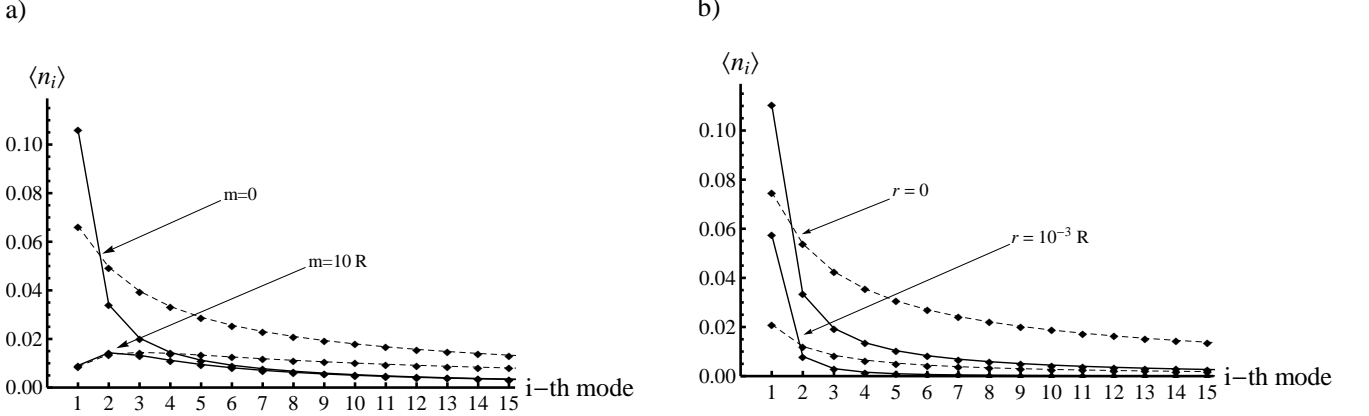 a)
⟨n_i⟩
0.10
0.08
0.06
0.04
0.02
0.00
m=0
m=10 R
1 2 3 4 5 6 7 8 9 10 11 12 13 14 15
i−th mode
b)
⟨n_i⟩
0.10
0.08
0.06
0.04
0.02
0.00
r = 0
r = 10⁻³ R
1 2 3 4 5 6 7 8 9 10 11 12 13 14 15
i−th mode